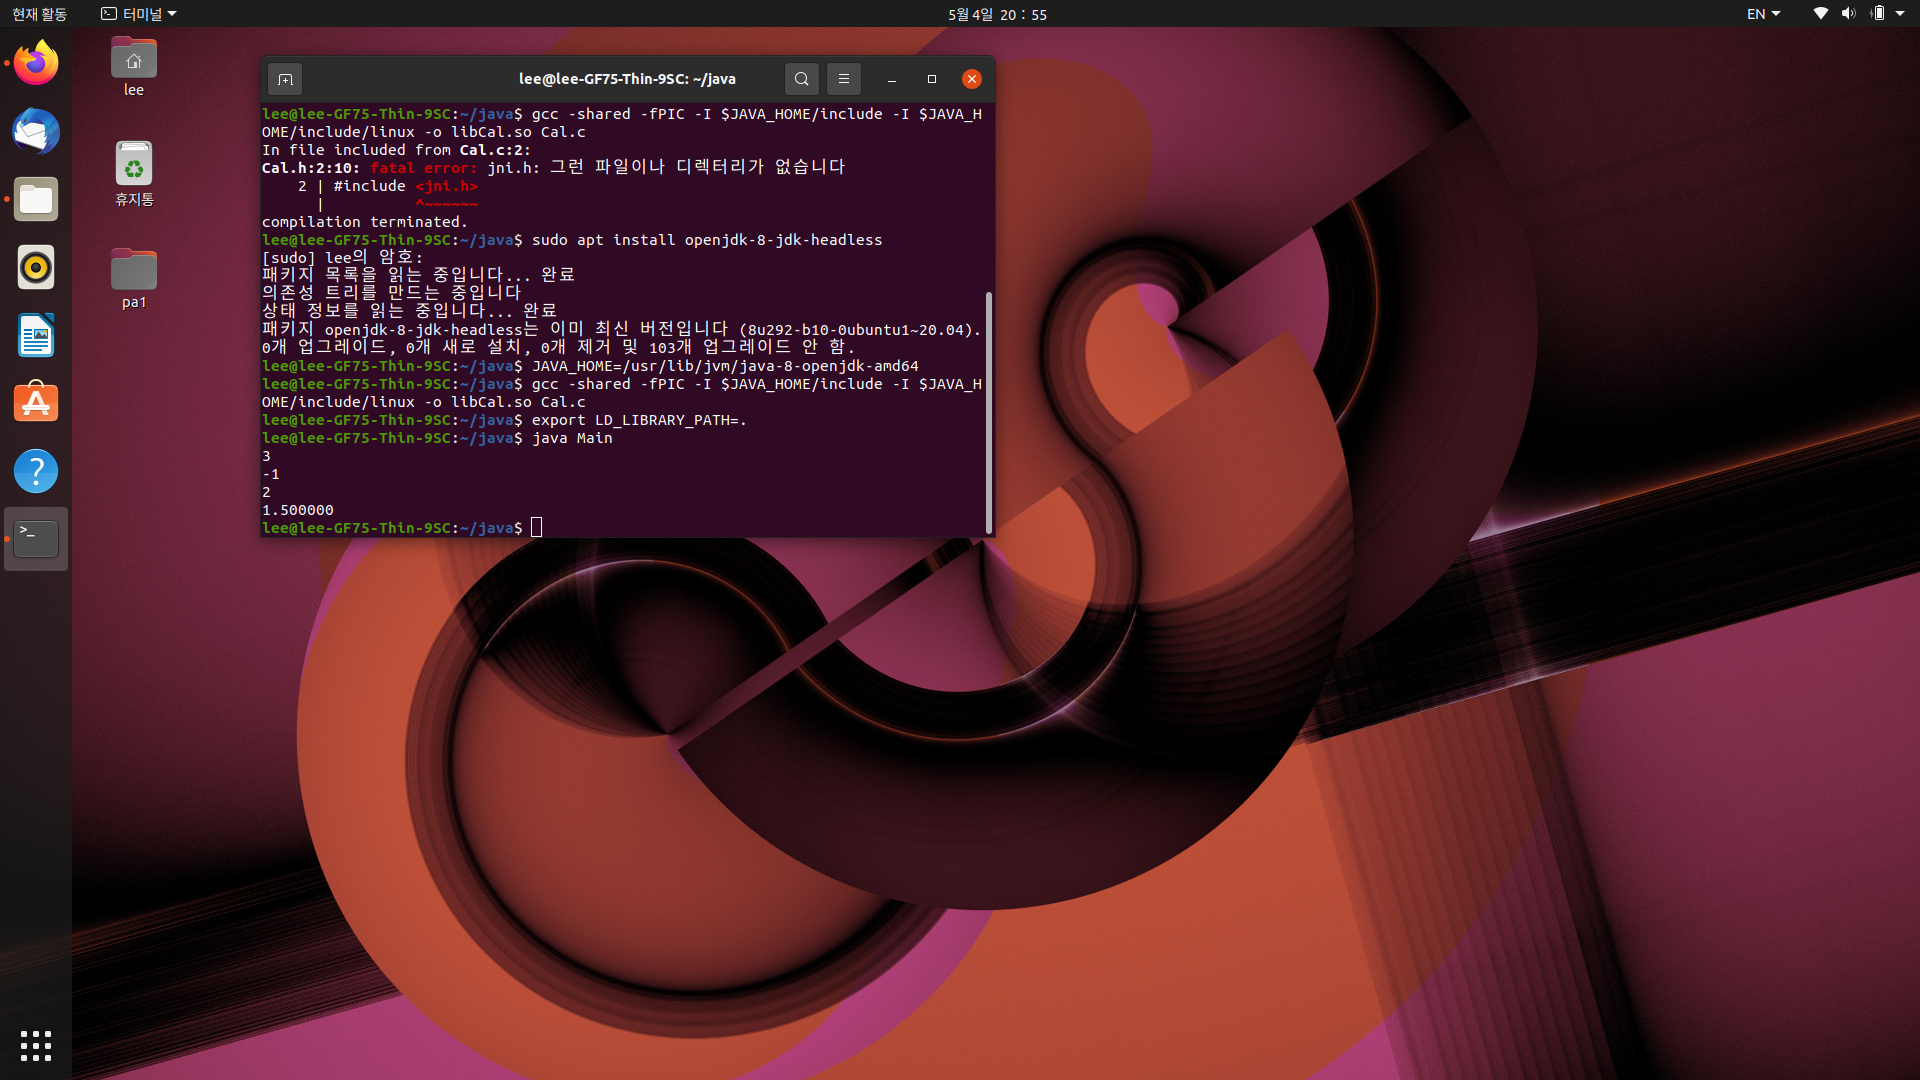 현재 활동
터미널
5월 4일 20 : 55
EN
lee
휴지통
pa1
lee@lee-GF75-Thin-9SC: ~/java
lee@lee-GF75-Thin-9SC:~/java$ gcc -shared -fPIC -I $JAVA_HOME/include -I $JAVA_H
OME/include/linux -o libCal.so Cal.c
In file included from Cal.c:2:
Cal.h:2:10: fatal error: jni.h: 그런 파일이나 디렉터리가 없습니다
2 | #include <jni.h>
| ^~~~~~~
compilation terminated.
lee@lee-GF75-Thin-9SC:~/java$ sudo apt install openjdk-8-jdk-headless
[sudo] lee의 암호:
패키지 목록을 읽는 중입니다... 완료
의존성 트리를 만드는 중입니다
상태 정보를 읽는 중입니다... 완료
패키지 openjdk-8-jdk-headless는 이미 최신 버전입니다 (8u292-b10-0ubuntu1~20.04).
0개 업그레이드, 0개 새로 설치, 0개 제거 및 103개 업그레이드 안 함.
lee@lee-GF75-Thin-9SC:~/java$ JAVA_HOME=/usr/lib/jvm/java-8-openjdk-amd64
lee@lee-GF75-Thin-9SC:~/java$ gcc -shared -fPIC -I $JAVA_HOME/include -I $JAVA_H
OME/include/linux -o libCal.so Cal.c
lee@lee-GF75-Thin-9SC:~/java$ export LD_LIBRARY_PATH=.
lee@lee-GF75-Thin-9SC:~/java$ java Main
3
-1
2
1.500000
lee@lee-GF75-Thin-9SC:~/java$